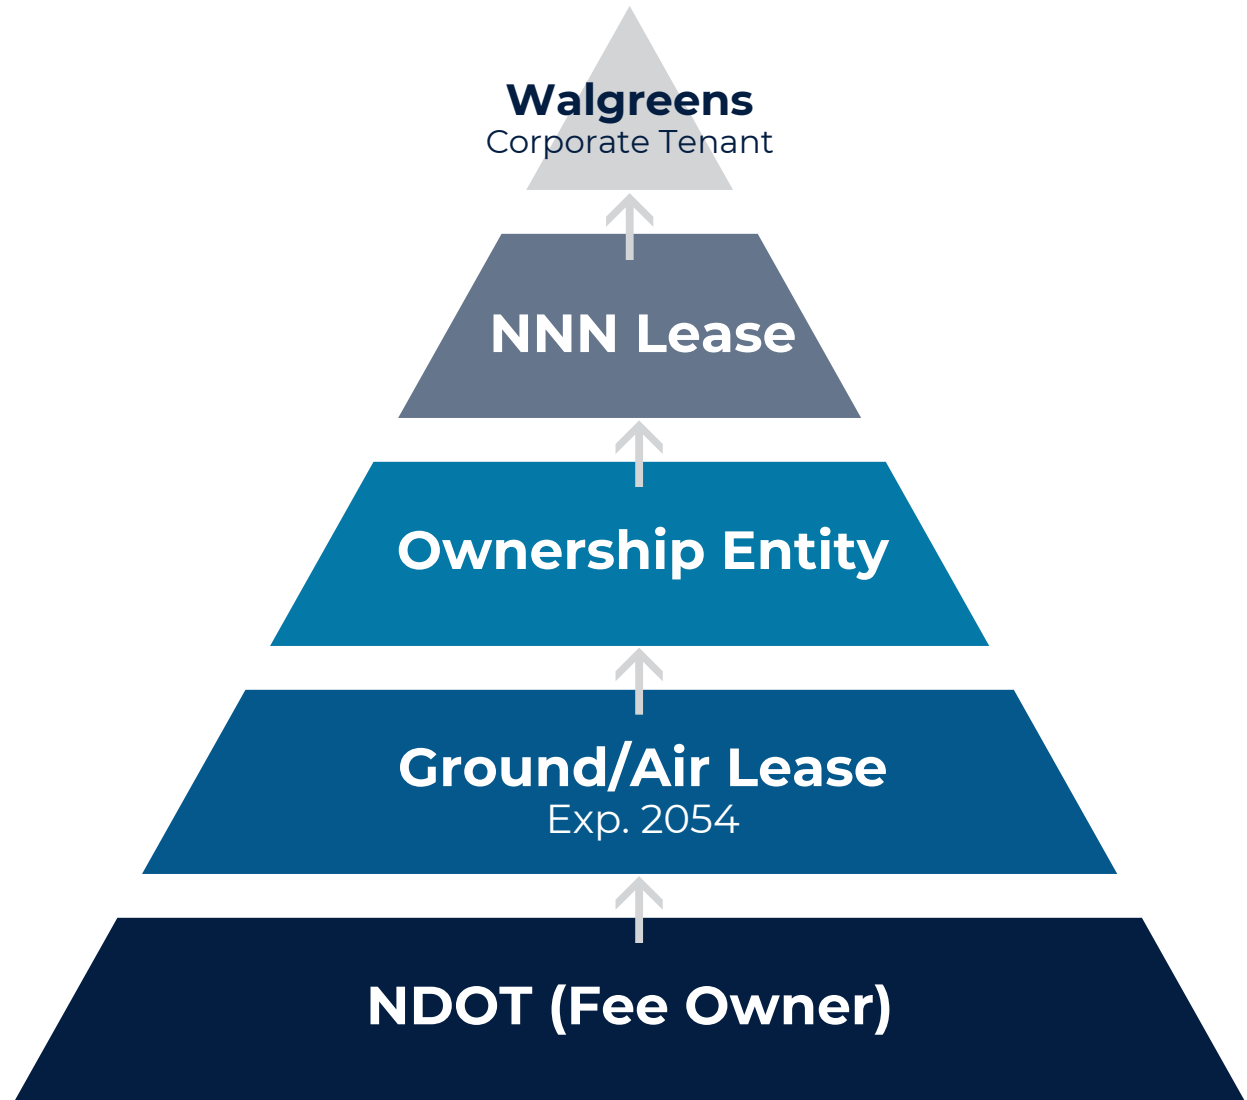 Walgreens
Corporate Tenant
NNN Lease
Ownership Entity
Ground/Air Lease
Exp. 2054
NDOT (Fee Owner)